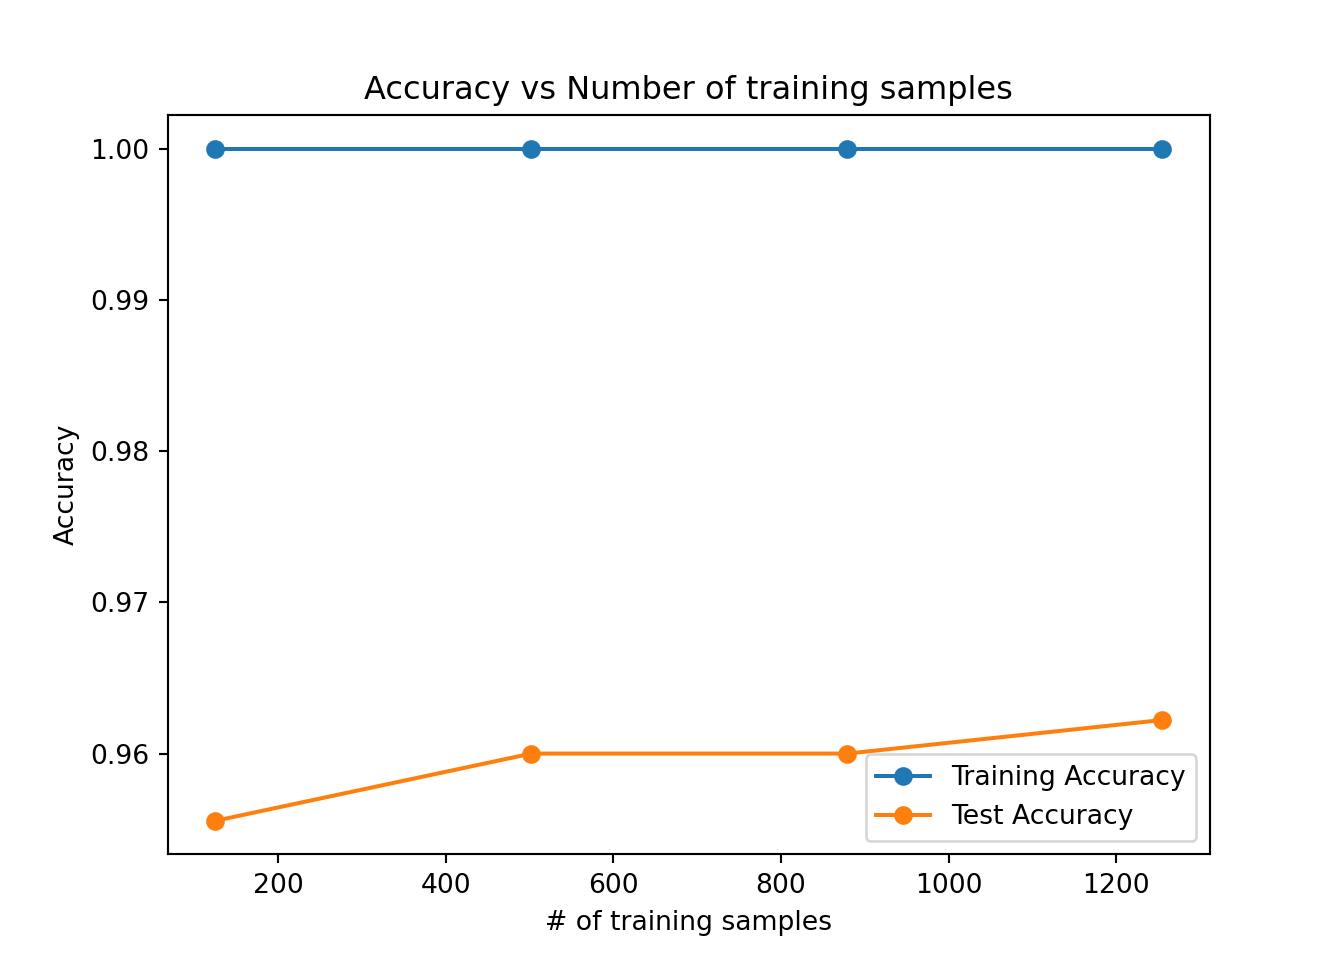 Accuracy vs Number of training samples
1.00
0.99
0.98
0.97
0.96
Accuracy
200 400 600 800 1000 1200
# of training samples
Training Accuracy
Test Accuracy